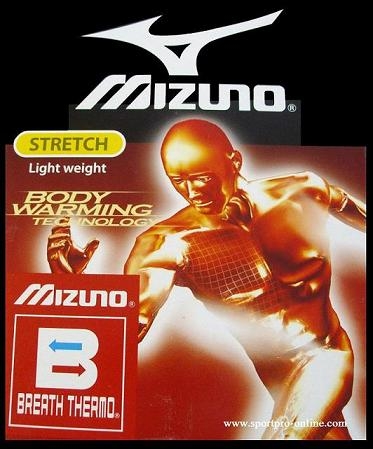 MIZUNO®
STRETCH
Light weight
BODY
WARMING
TECHNOLOGY
MIZUNO®
B
BREATH THERMO®
www.sportpro-online.com